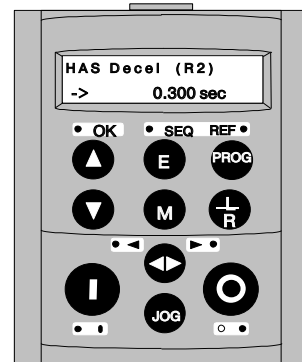 HAS Decel (R2)
-> 0.300 sec
OK SEQ REF
E PROG
M L/R
JOG